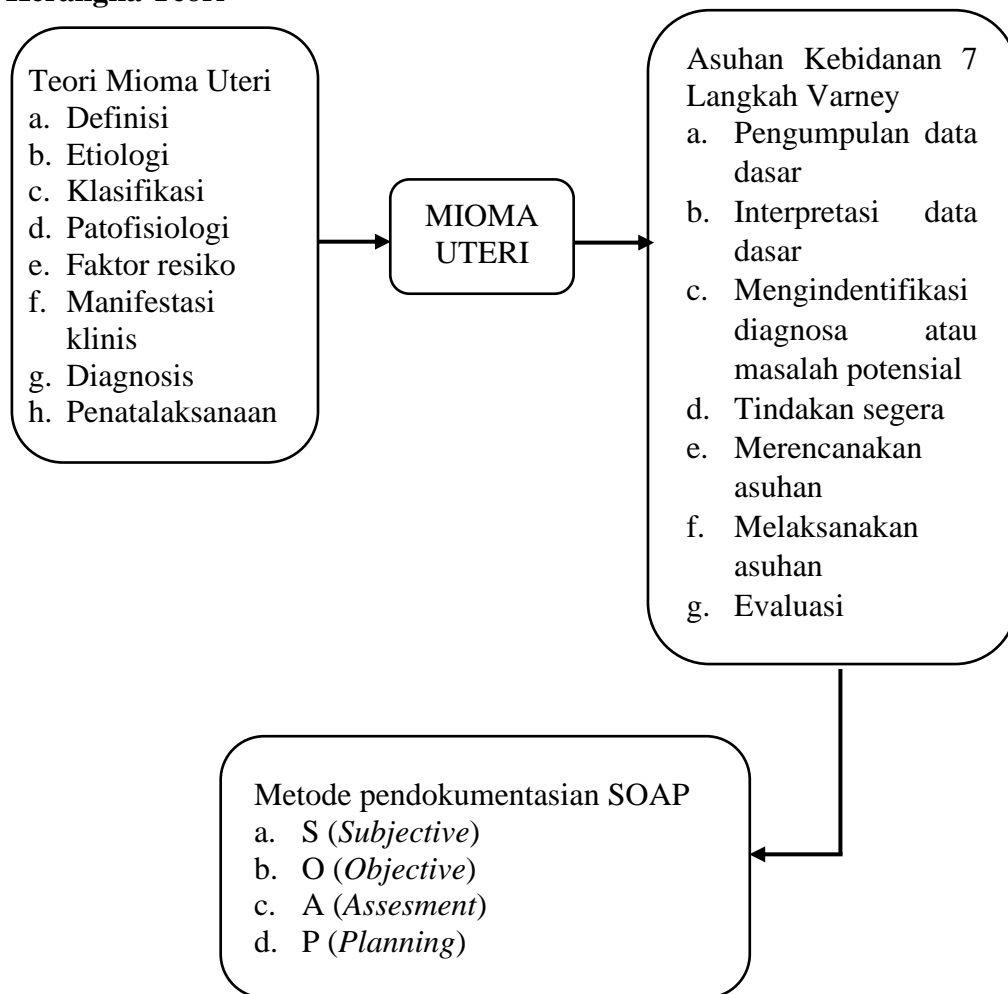 Teori Mioma Uteri
a. Definisi
b. Etiologi
c. Klasifikasi
d. Patofisiologi
e. Faktor resiko
f. Manifestasi
klinis
g. Diagnosis
h. Penatalaksanaan
MIOMA
UTERI
Asuhan Kebidanan 7
Langkah Varney
a. Pengumpulan data
dasar
b. Interpretasi data
dasar
c. Mengindentifikasi
diagnosa atau
masalah potensial
d. Tindakan segera
e. Merencanakan
asuhan
f. Melaksanakan
asuhan
g. Evaluasi
Metode pendokumentasian SOAP
a. S (Subjective)
b. O (Objective)
c. A (Assesment)
d. P (Planning)